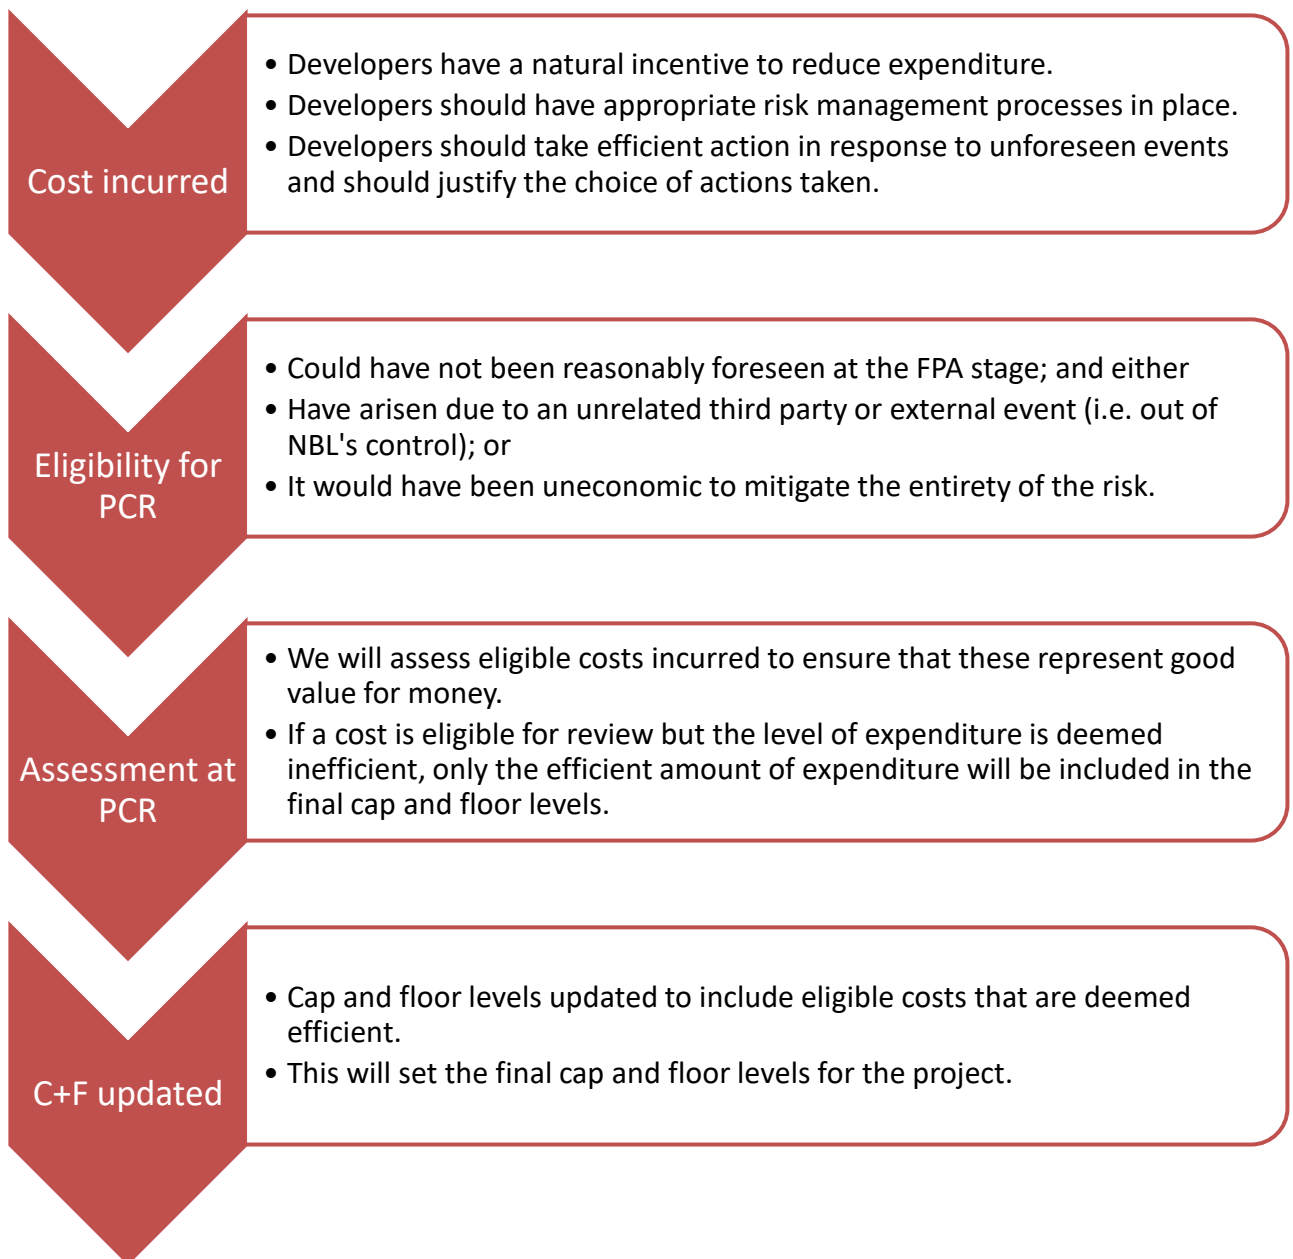 Cost incurred
• Developers have a natural incentive to reduce expenditure.
• Developers should have appropriate risk management processes in place.
• Developers should take efficient action in response to unforeseen events
and should justify the choice of actions taken.
Eligibility for
PCR
• Could have not been reasonably foreseen at the FPA stage; and either
• Have arisen due to an unrelated third party or external event (i.e. out of
NBL's control); or
• It would have been uneconomic to mitigate the entirety of the risk.
Assessment at
PCR
• We will assess eligible costs incurred to ensure that these represent good
value for money.
• If a cost is eligible for review but the level of expenditure is deemed
inefficient, only the efficient amount of expenditure will be included in the
final cap and floor levels.
C+F updated
• Cap and floor levels updated to include eligible costs that are deemed
efficient.
• This will set the final cap and floor levels for the project.